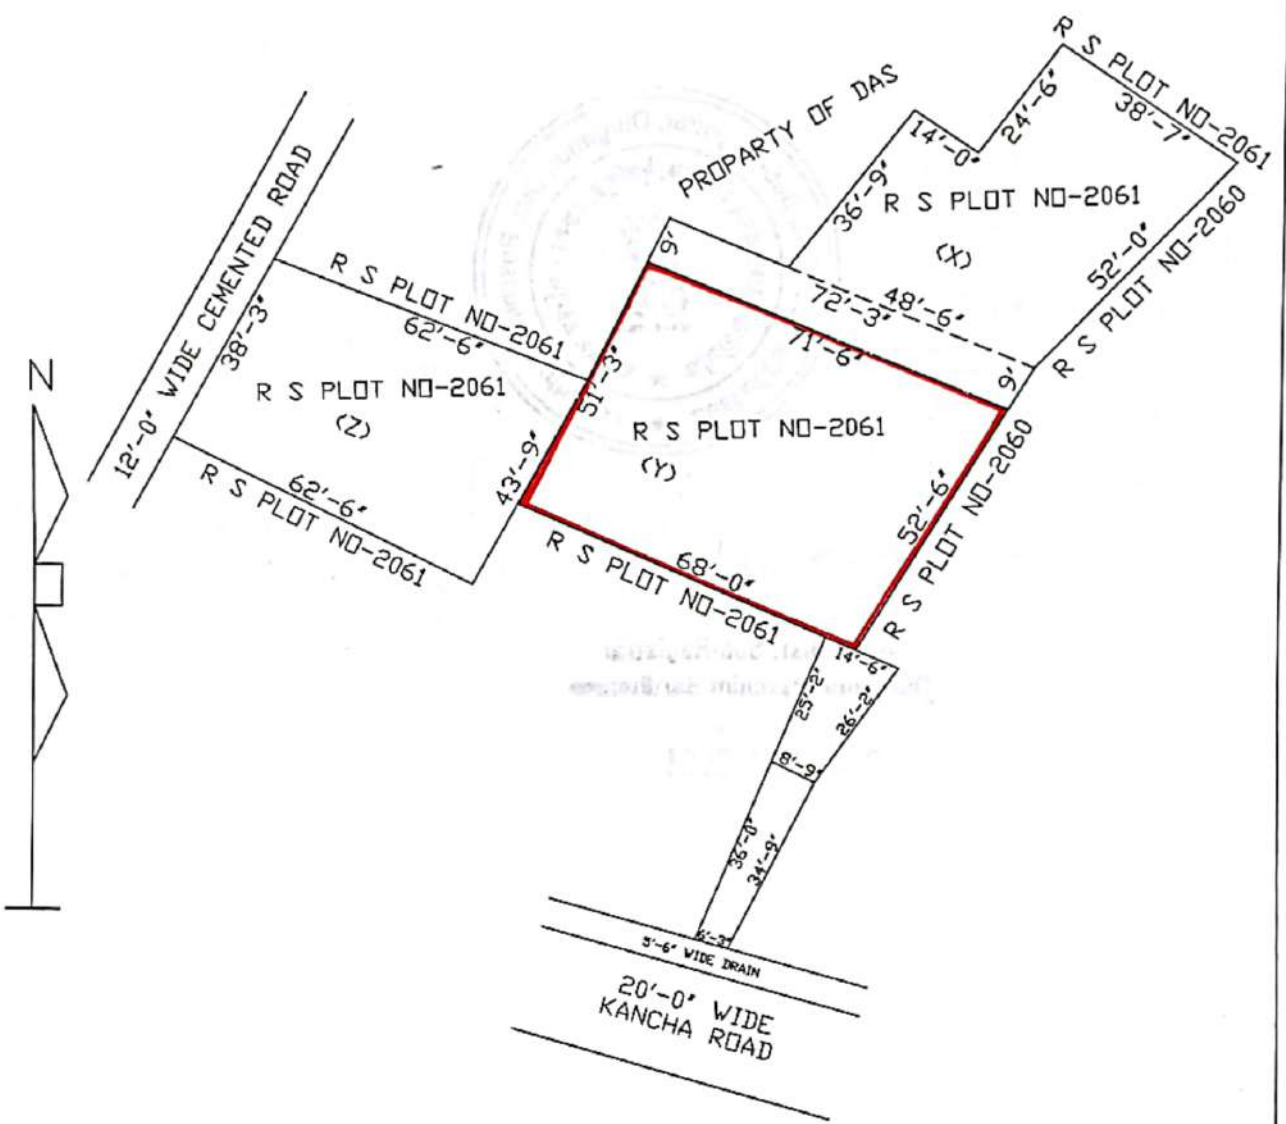 R S PLOT NO-2061
38'-7"
24'-6"
14'-0"
PROPARTY OF DAS
36'-9"
R S PLOT NO-2061
(X)
52'-0"
R S PLOT NO-2060
9'
72'-3"
48'-6"
71'-6"
9'
12'-0" WIDE CEMENTED ROAD
R S PLOT NO-2061
62'-6"
38'-3"
R S PLOT NO-2061
(Z)
51'-3"
43'-9"
62'-6"
R S PLOT NO-2061
N
R S PLOT NO-2061
(Y)
52'-6"
R S PLOT NO-2060
68'-0"
R S PLOT NO-2061
14'-6"
25'-2"
26'-2"
8'-9"
36'-0"
34'-9"
6'-3"
5'-6" WIDE DRAIN
20'-0" WIDE
KANCHA ROAD